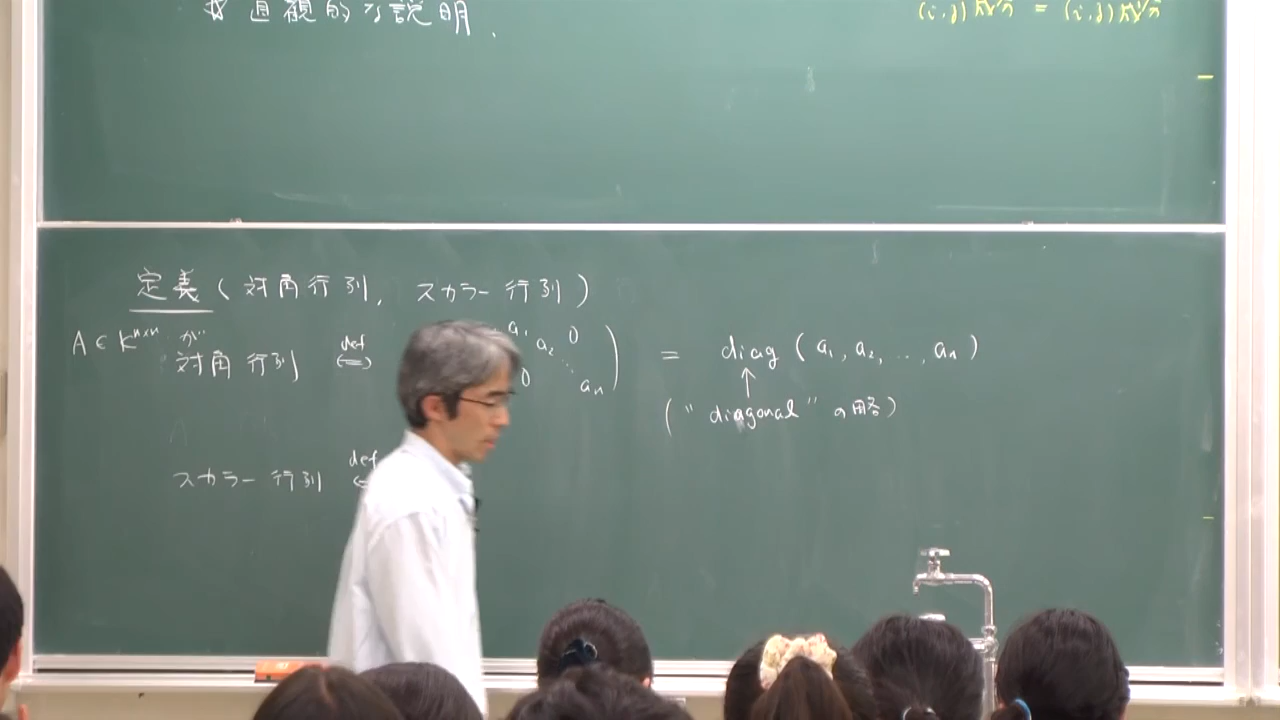 直観的な説明.
(i,j)成分 = (i,j)成分
定義(対角行列, スカラー行列)
A ∈ K^{n×n} が
対角行列 def ⟺ a₁ a₂ 0 ⋱ 0 aₙ ) = diag (a₁, a₂, ..., aₙ)
↑
("diagonal" の略)
スカラー行列 def